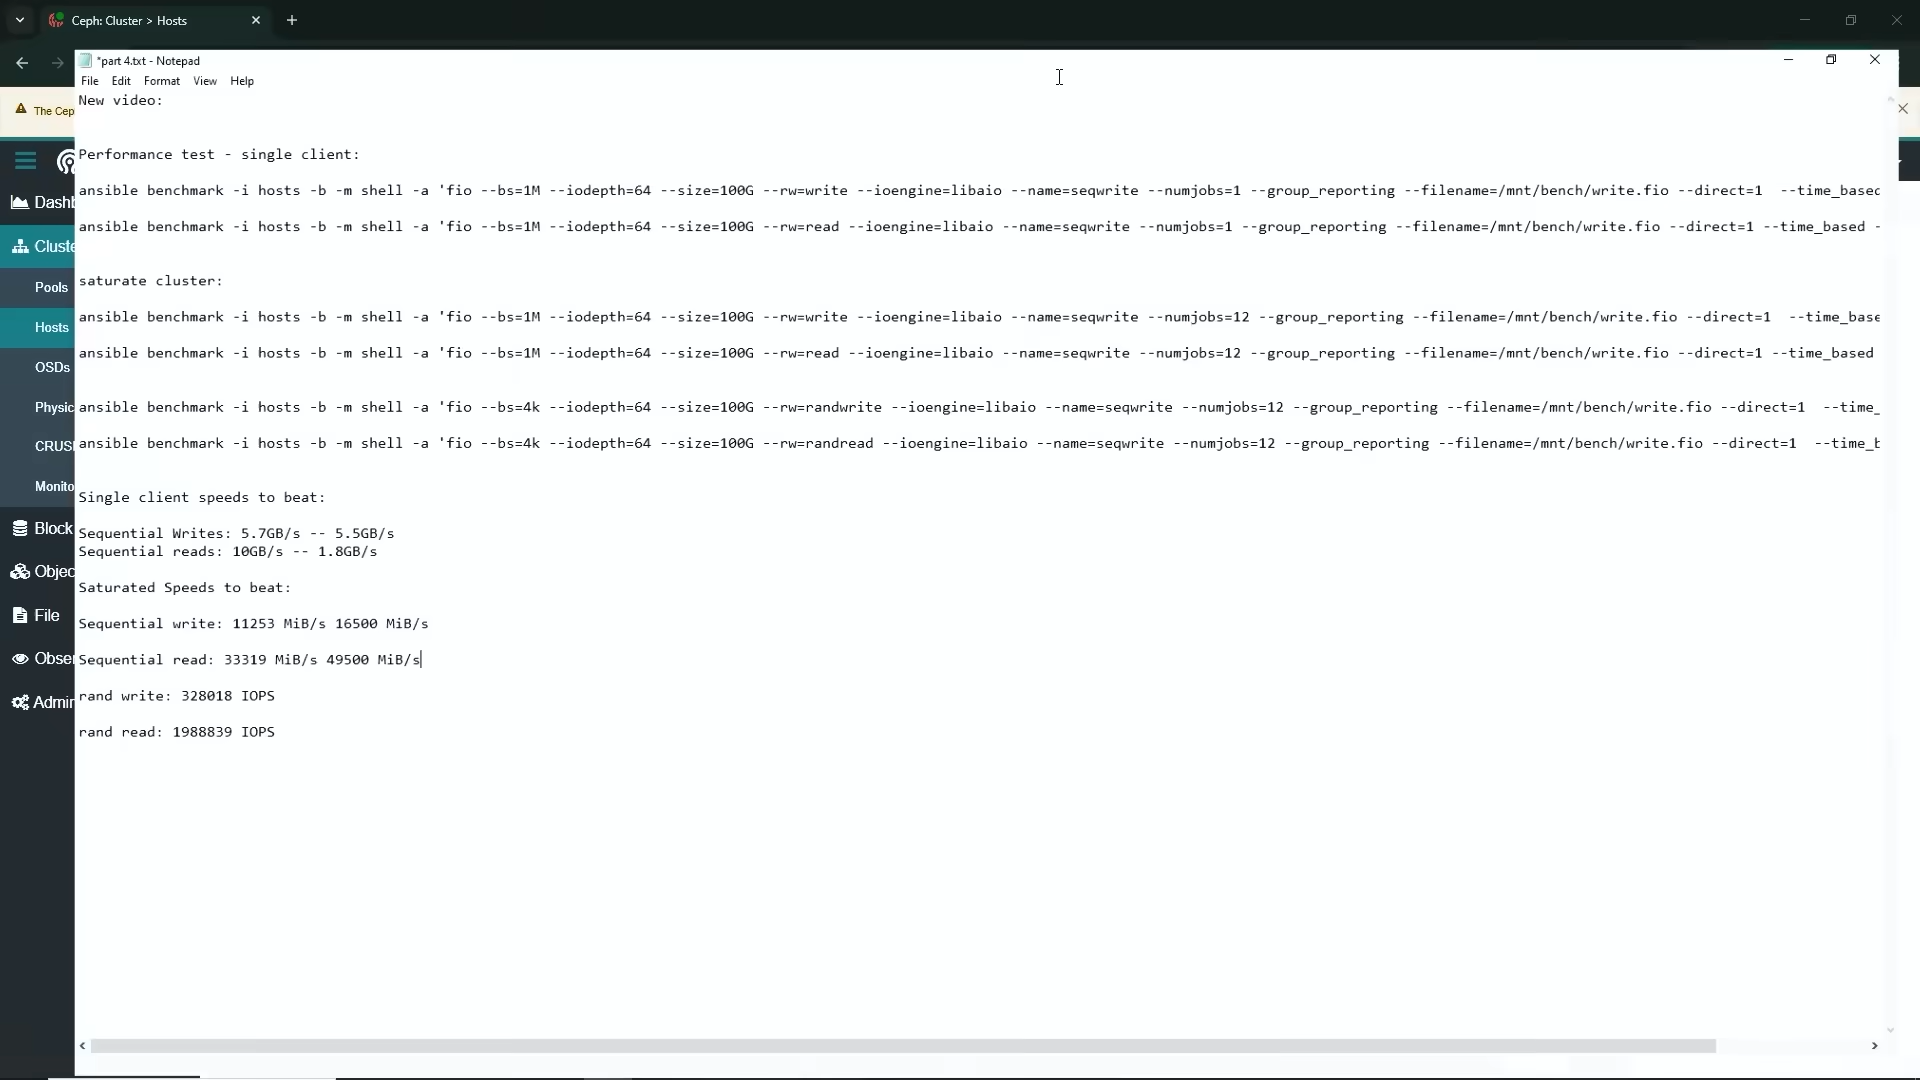 Ceph: Cluster > Hosts
*part 4.txt - Notepad
File Edit Format View Help
The Cep
New video:
Performance test - single client:
ansible benchmark -i hosts -b -m shell -a 'fio --bs=1M --iodepth=64 --size=100G --rw=write --ioengine=libaio --name=seqwrite --numjobs=1 --group_reporting --filename=/mnt/bench/write.fio --direct=1  --time_based
ansible benchmark -i hosts -b -m shell -a 'fio --bs=1M --iodepth=64 --size=100G --rw=read --ioengine=libaio --name=seqwrite --numjobs=1 --group_reporting --filename=/mnt/bench/write.fio --direct=1 --time_based -
saturate cluster:
ansible benchmark -i hosts -b -m shell -a 'fio --bs=1M --iodepth=64 --size=100G --rw=write --ioengine=libaio --name=seqwrite --numjobs=12 --group_reporting --filename=/mnt/bench/write.fio --direct=1  --time_base
ansible benchmark -i hosts -b -m shell -a 'fio --bs=1M --iodepth=64 --size=100G --rw=read --ioengine=libaio --name=seqwrite --numjobs=12 --group_reporting --filename=/mnt/bench/write.fio --direct=1 --time_based
ansible benchmark -i hosts -b -m shell -a 'fio --bs=4k --iodepth=64 --size=100G --rw=randwrite --ioengine=libaio --name=seqwrite --numjobs=12 --group_reporting --filename=/mnt/bench/write.fio --direct=1  --time_
ansible benchmark -i hosts -b -m shell -a 'fio --bs=4k --iodepth=64 --size=100G --rw=randread --ioengine=libaio --name=seqwrite --numjobs=12 --group_reporting --filename=/mnt/bench/write.fio --direct=1  --time_b
Single client speeds to beat:
Sequential Writes: 5.7GB/s -- 5.5GB/s
Sequential reads: 10GB/s -- 1.8GB/s
Saturated Speeds to beat:
Sequential write: 11253 MiB/s 16500 MiB/s
Sequential read: 33319 MiB/s 49500 MiB/s
rand write: 328018 IOPS
rand read: 1988839 IOPS
Dashb
Cluste
Pools
Hosts
OSDs
Physic
CRUSH
Monito
Block
Objec
File
Obser
Admin